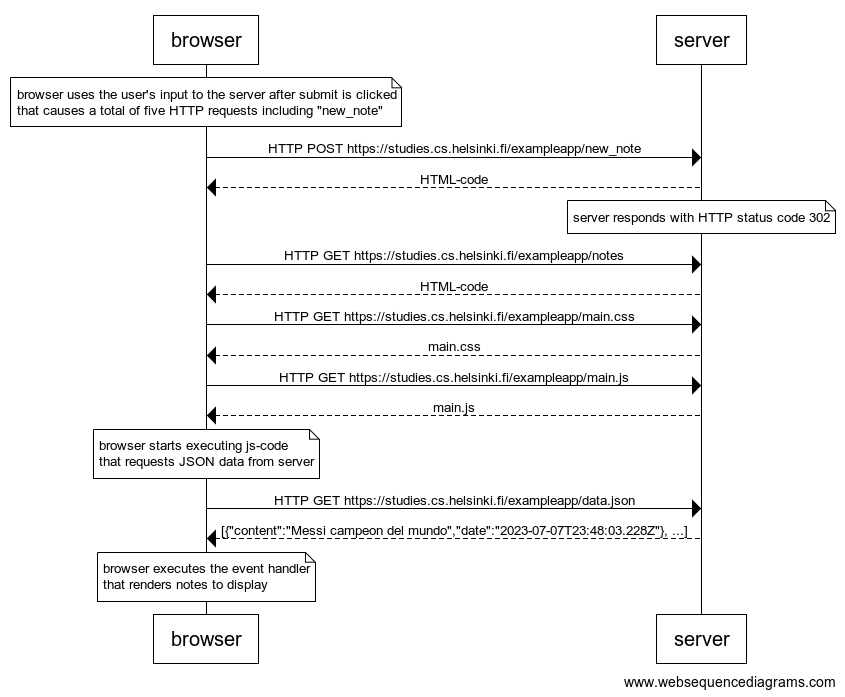 browser
server
browser uses the user's input to the server after submit is clicked
that causes a total of five HTTP requests including "new_note"
HTTP POST https://studies.cs.helsinki.fi/exampleapp/new_note
HTML-code
server responds with HTTP status code 302
HTTP GET https://studies.cs.helsinki.fi/exampleapp/notes
HTML-code
HTTP GET https://studies.cs.helsinki.fi/exampleapp/main.css
main.css
HTTP GET https://studies.cs.helsinki.fi/exampleapp/main.js
main.js
browser starts executing js-code
that requests JSON data from server
HTTP GET https://studies.cs.helsinki.fi/exampleapp/data.json
[{"content":"Messi campeon del mundo","date":"2023-07-07T23:48:03.228Z"}, ...]
browser executes the event handler
that renders notes to display
browser
server
www.websequencediagrams.com